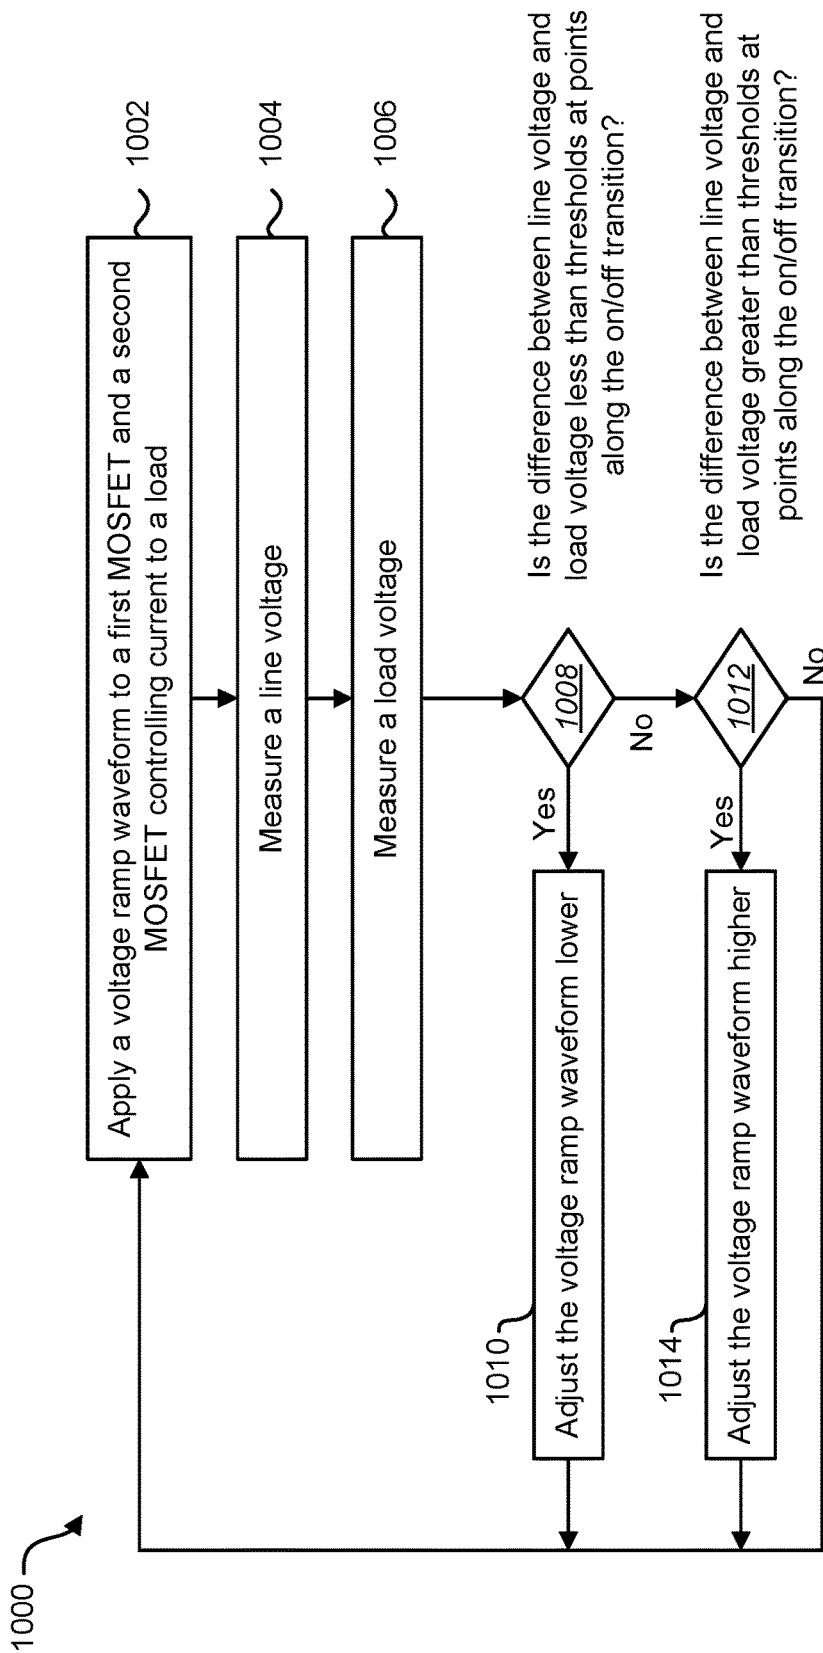 1000
Apply a voltage ramp waveform to a first MOSFET and a second
MOSFET controlling current to a load
1002
Measure a line voltage
1004
Measure a load voltage
1006
1008
Is the difference between line voltage and
load voltage less than thresholds at points
along the on/off transition?
Yes
No
1010
Adjust the voltage ramp waveform lower
1012
Is the difference between line voltage and
load voltage greater than thresholds at
points along the on/off transition?
Yes
No
1014
Adjust the voltage ramp waveform higher